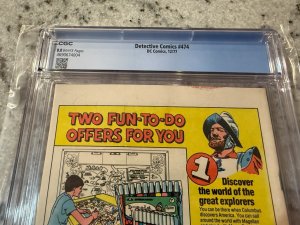 CGC
Detective Comics #474
DC Comics, 12/77
TWO FUN-TO-DO
OFFERS FOR YOU
1
Discover
the world of the
great explorers
You can be there when Columbus
discovers America. You can sail
around the world with Magellan